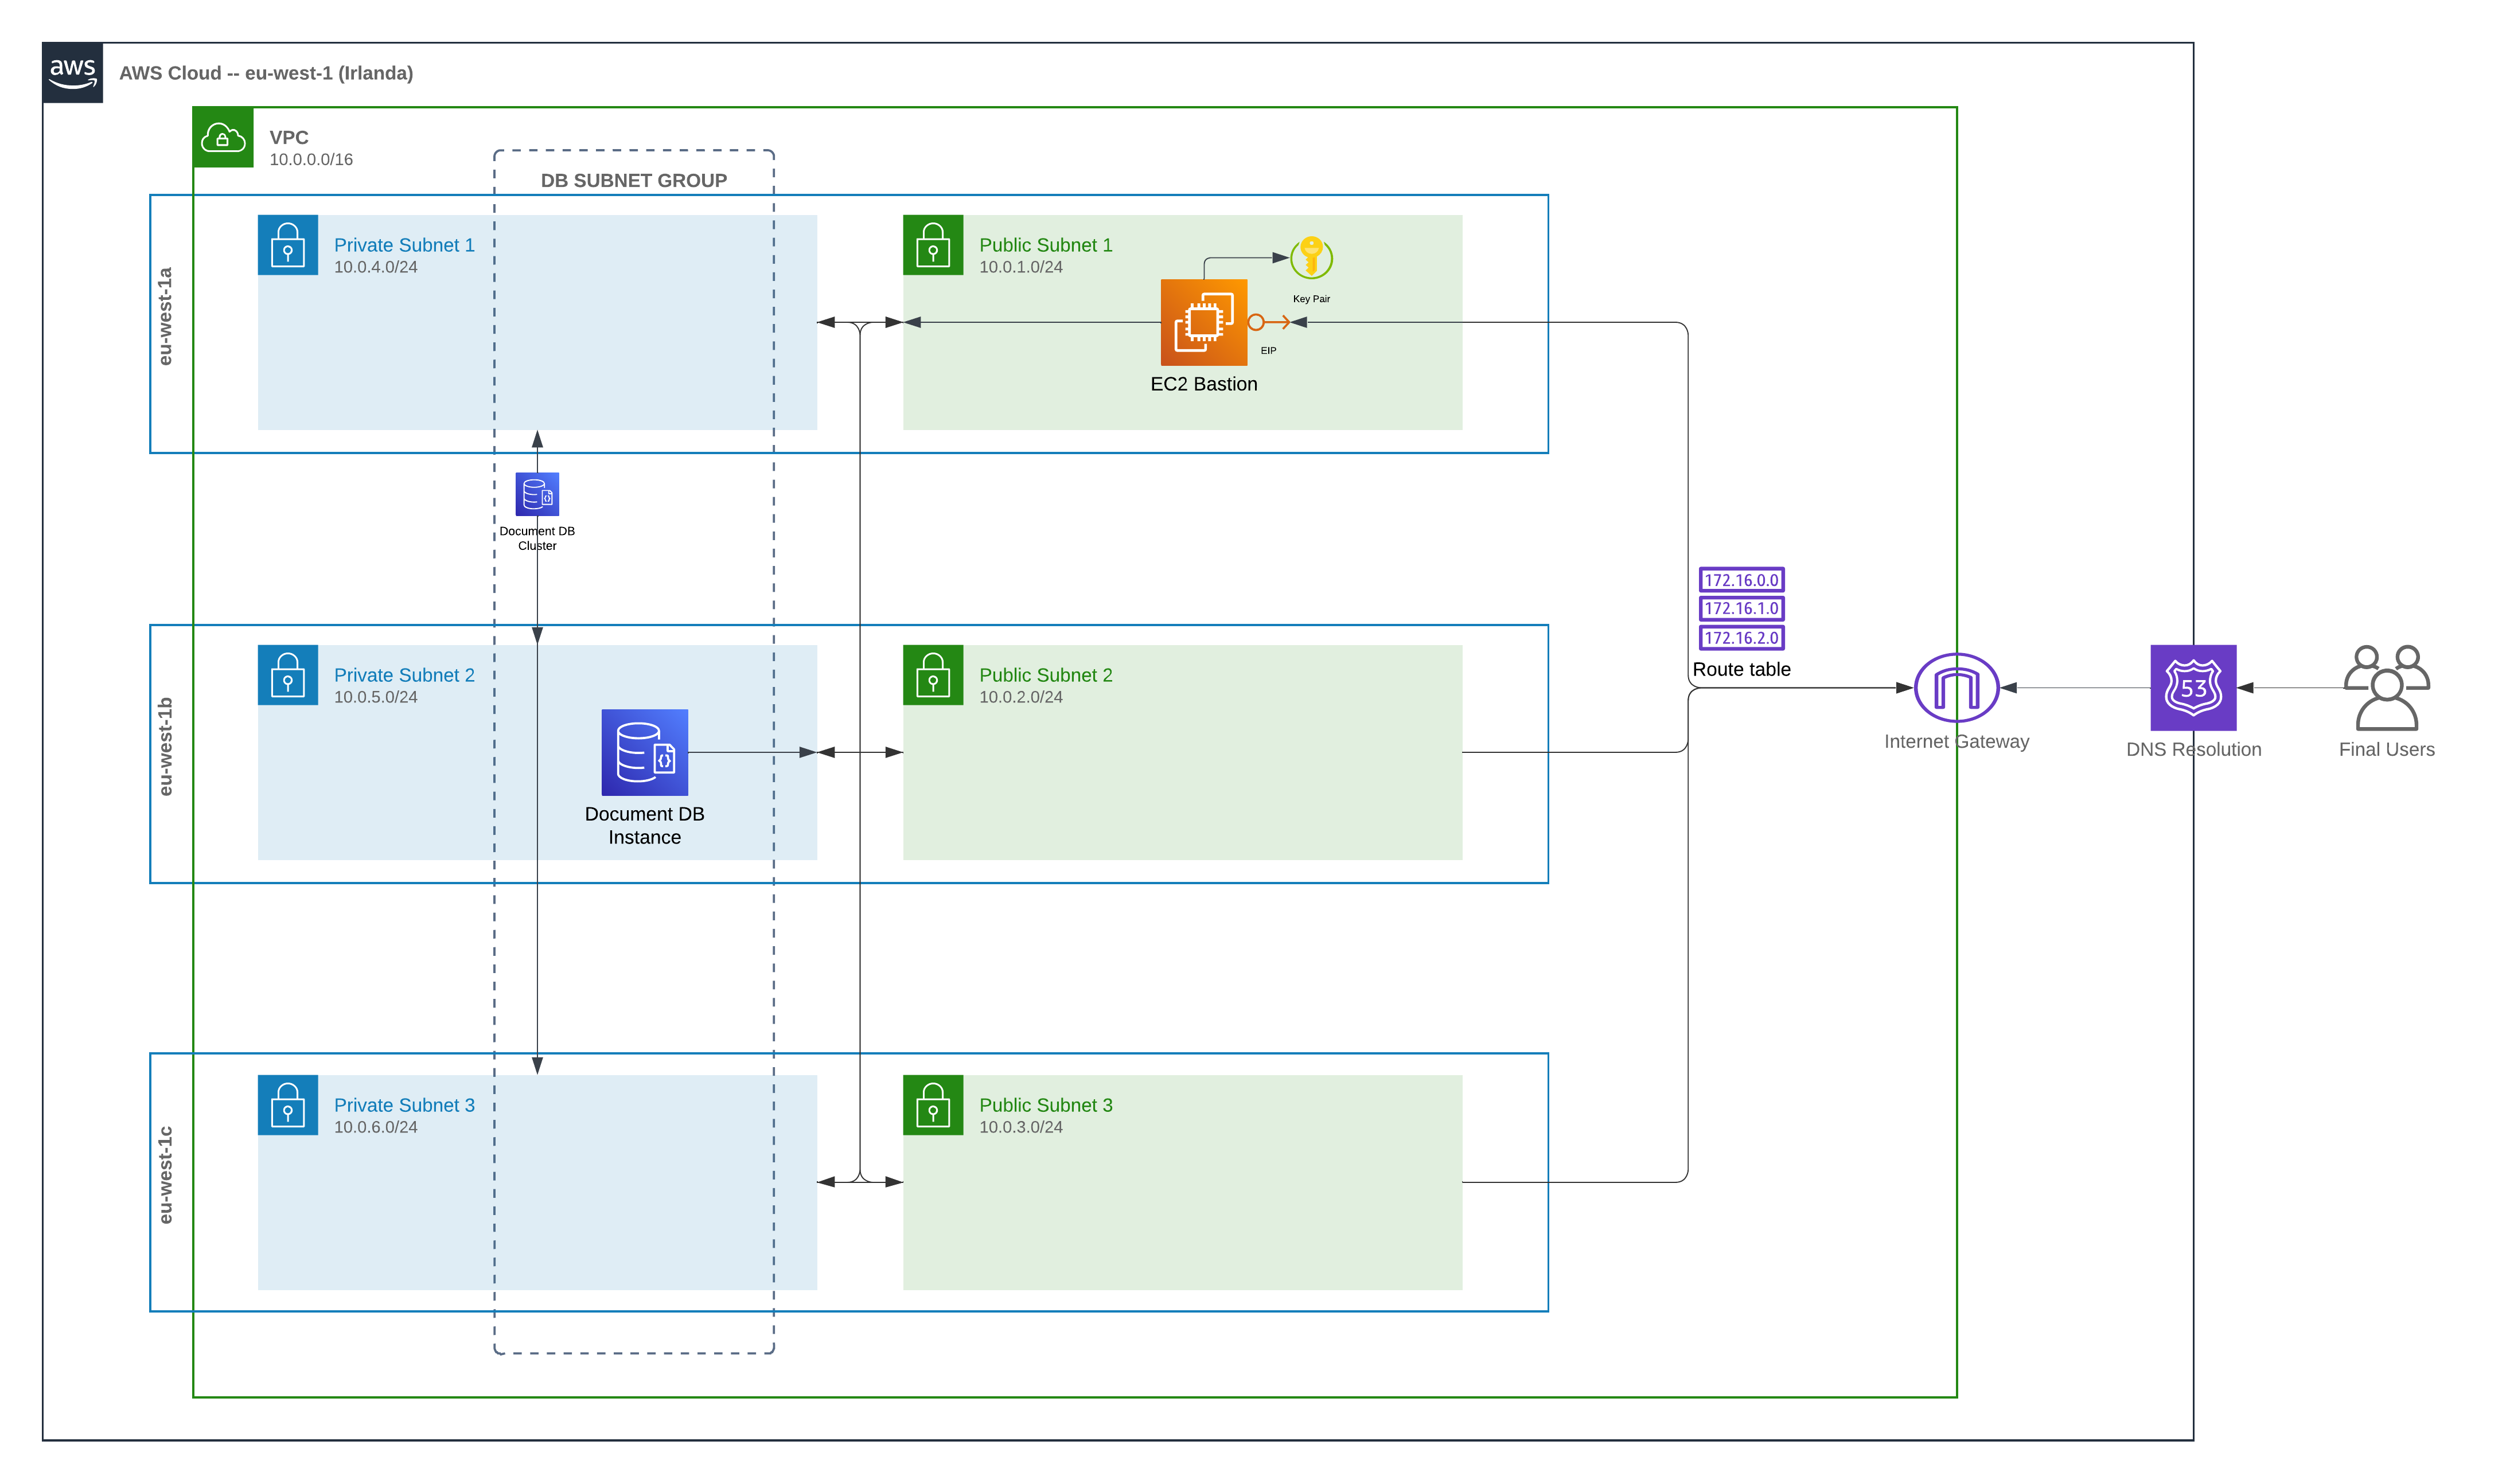 aws
AWS Cloud -- eu-west-1 (Irlanda)
VPC
10.0.0.0/16
DB SUBNET GROUP
eu-west-1a
Private Subnet 1
10.0.4.0/24
Public Subnet 1
10.0.1.0/24
Key Pair
EIP
EC2 Bastion
Document DB
Cluster
172.16.0.0
172.16.1.0
172.16.2.0
Route table
eu-west-1b
Private Subnet 2
10.0.5.0/24
Document DB
Instance
Public Subnet 2
10.0.2.0/24
Internet Gateway
53
DNS Resolution
Final Users
eu-west-1c
Private Subnet 3
10.0.6.0/24
Public Subnet 3
10.0.3.0/24